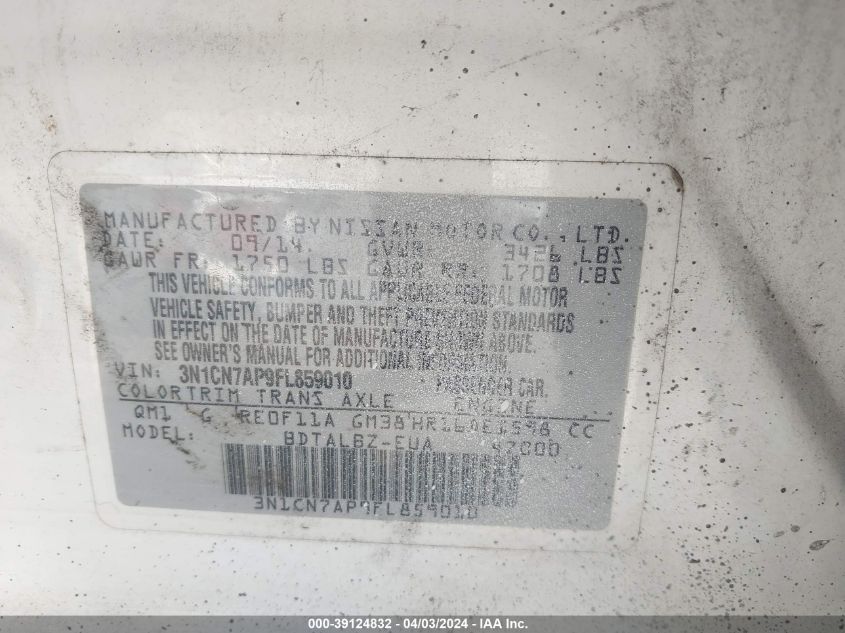 MANUFACTURED BY NISSAN MOTOR CO., LTD.
DATE: 09/14 GVWR 3426 LBS
GAWR FR. 1750 LBS GAWR RR. 1708 LBS
THIS VEHICLE CONFORMS TO ALL APPLICABLE FEDERAL MOTOR
VEHICLE SAFETY, BUMPER AND THEFT PREVENTION STANDARDS
IN EFFECT ON THE DATE OF MANUFACTURE SHOWN ABOVE.
SEE OWNER'S MANUAL FOR ADDITIONAL INFORMATION.
VIN: 3N1CN7AP9FL859010 PASSENGER CAR.
COLOR TRIM TRANS AXLE ENGINE
QM1 G RE0F11A GM38 HR16DE 1598 CC
MODEL: BDTALBZ-EUA 47000
3N1CN7AP9FL859010
000-39124832 - 04/03/2024 - IAA Inc.